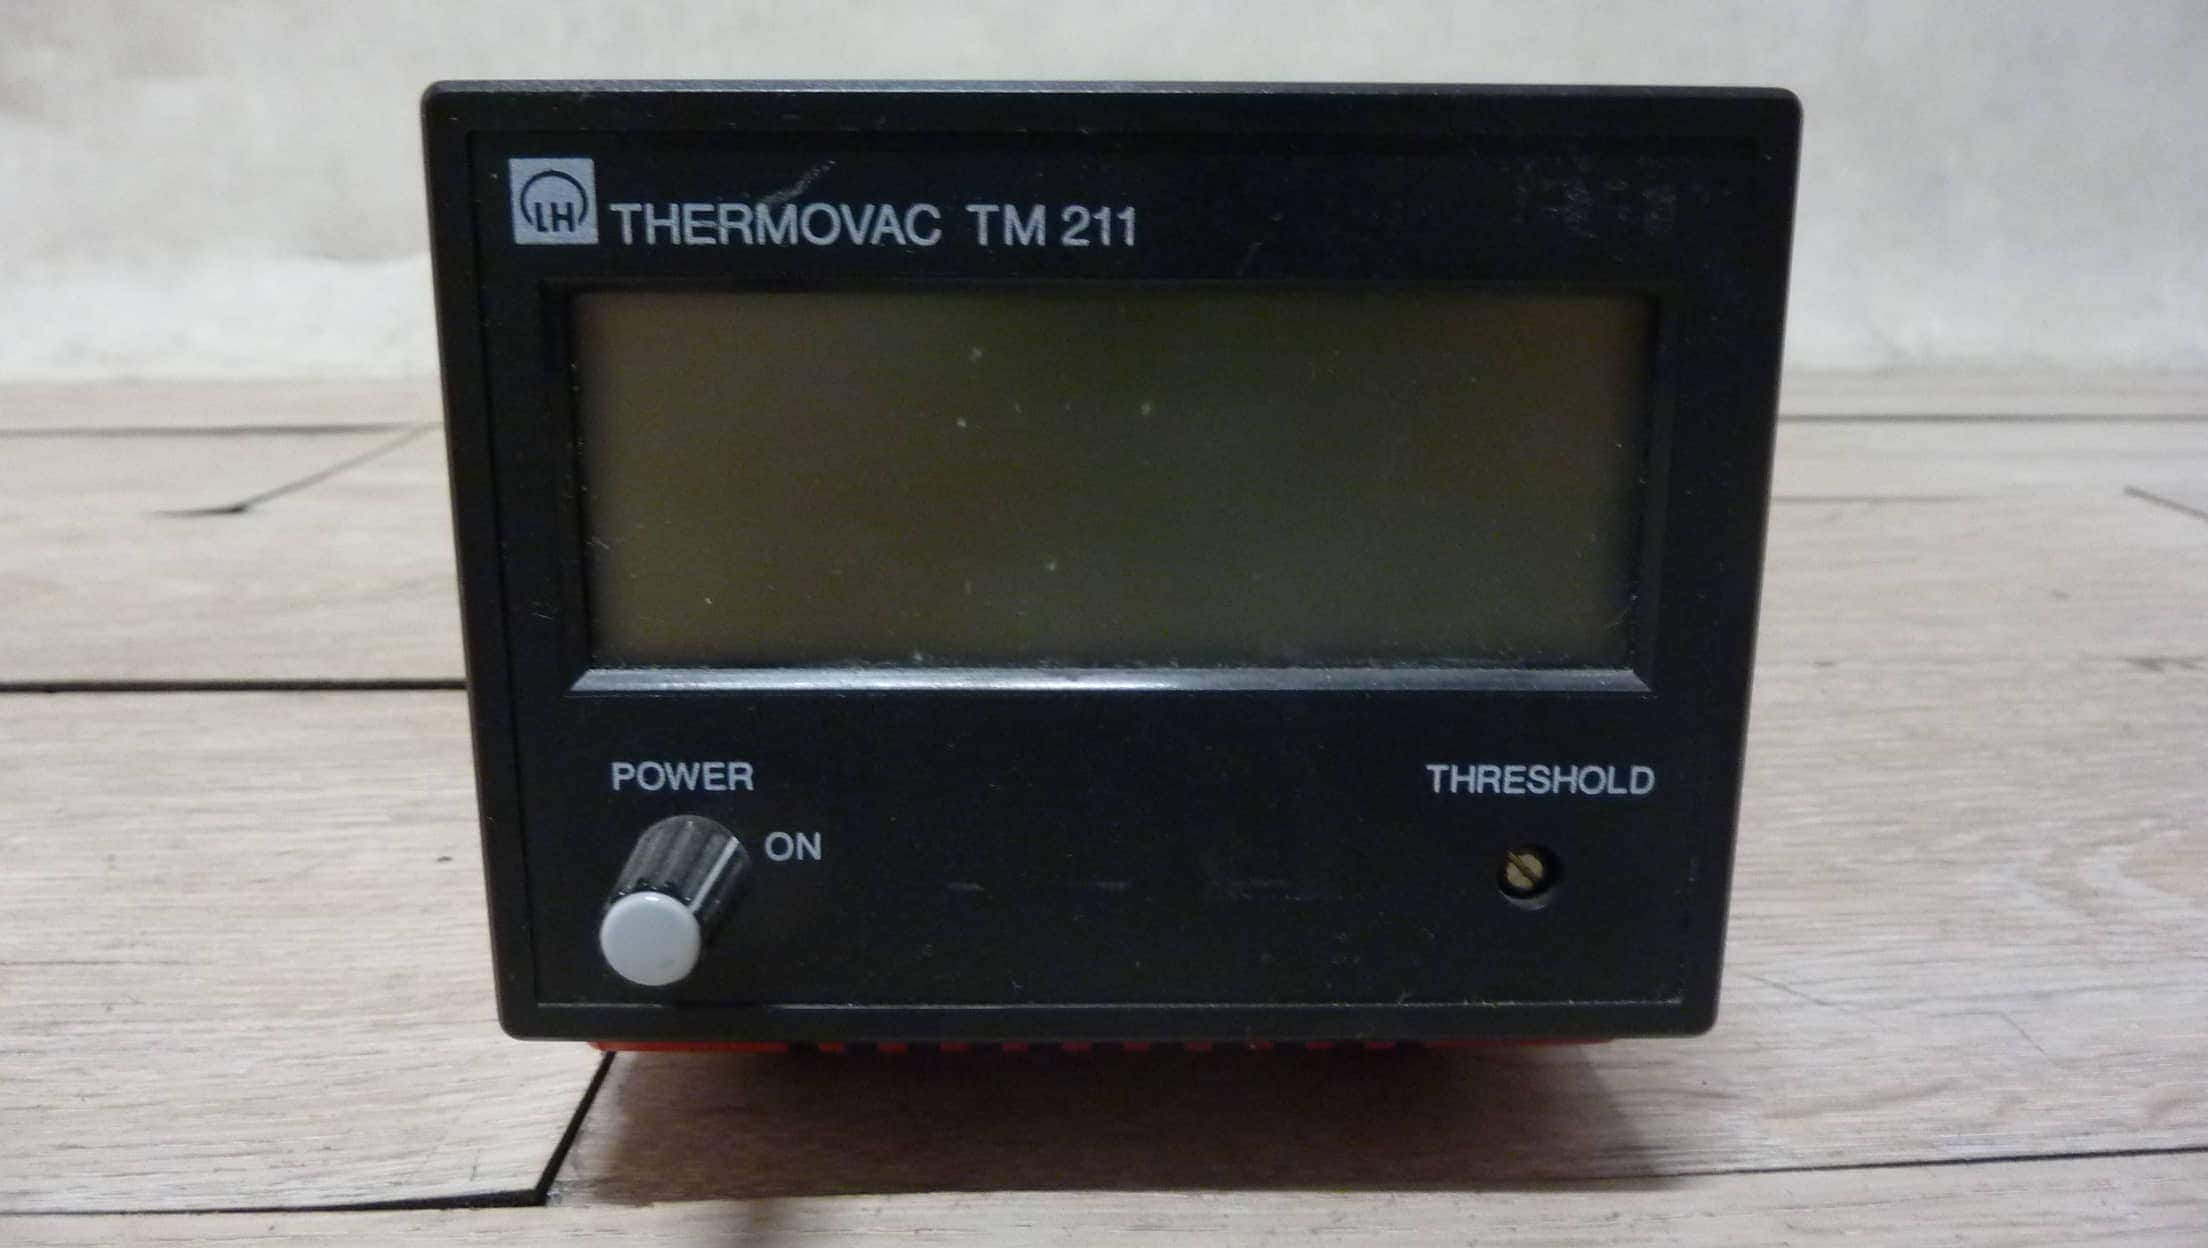 LH THERMOVAC TM 211
POWER
THRESHOLD
ON